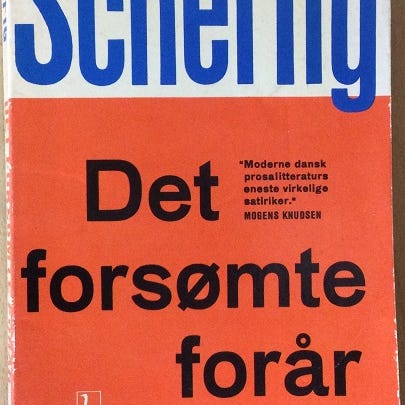 Scherfig
Det
"Moderne dansk
prosalitteraturs
eneste virkelige
satiriker."
MOGENS KNUDSEN
forsømte
forår